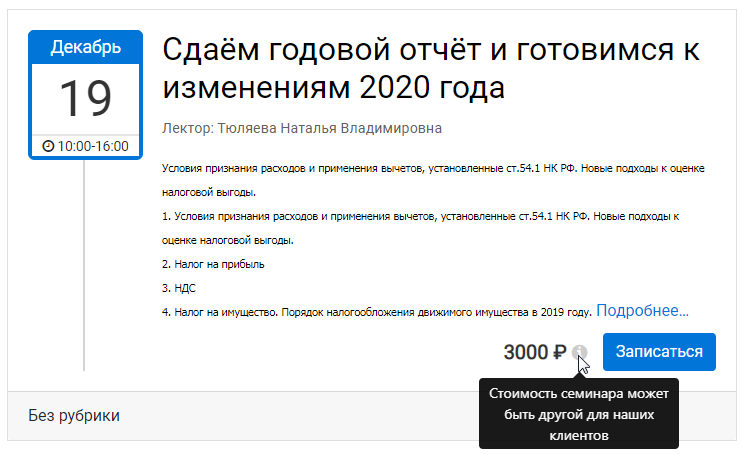 Декабрь
19
10:00-16:00
Сдаём годовой отчёт и готовимся к
изменениям 2020 года
Лектор: Тюляева Наталья Владимировна
Условия признания расходов и применения вычетов, установленные ст.54.1 НК РФ. Новые подходы к оценке
налоговой выгоды.
1. Условия признания расходов и применения вычетов, установленные ст.54.1 НК РФ. Новые подходы к
оценке налоговой выгоды.
2. Налог на прибыль
3. НДС
4. Налог на имущество. Порядок налогообложения движимого имущества в 2019 году. Подробнее...
3000 ₽ Записаться
Стоимость семинара может
быть другой для наших
клиентов
Без рубрики